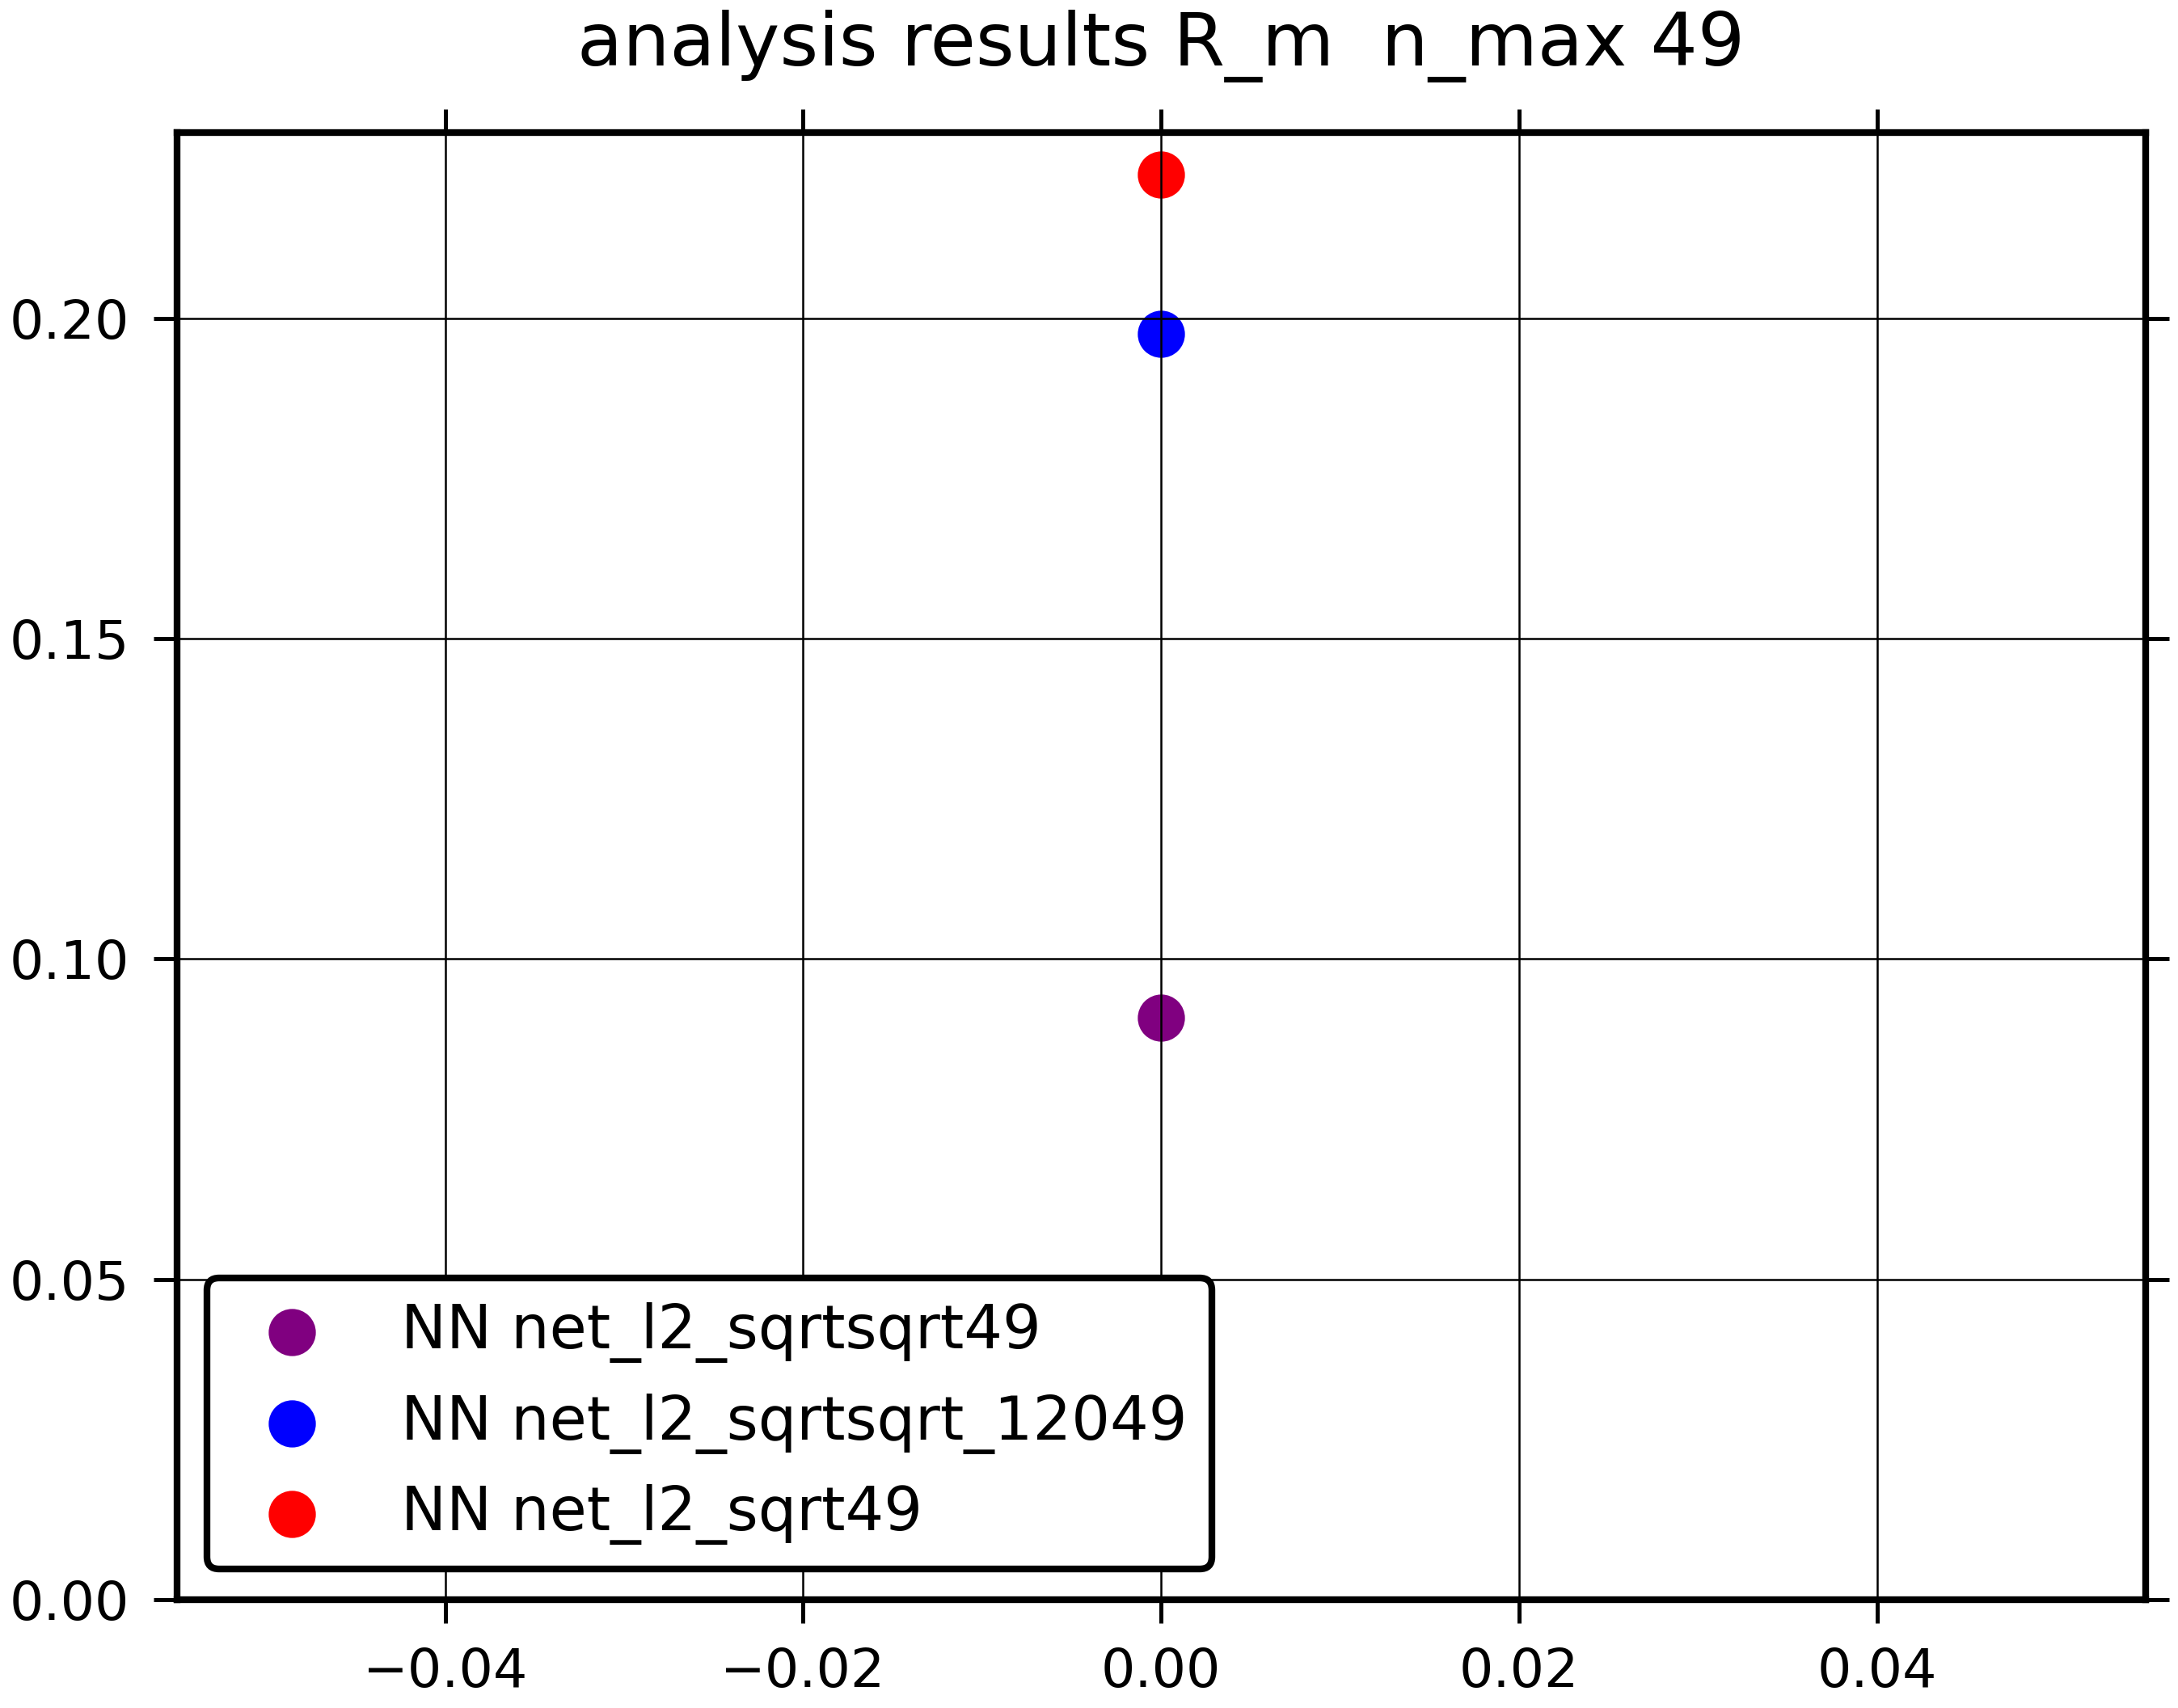 analysis results R_m  n_max 49
0.20
0.15
0.10
0.05
0.00
NN net_l2_sqrtsqrt49
NN net_l2_sqrtsqrt_12049
NN net_l2_sqrt49
−0.04 −0.02 0.00 0.02 0.04